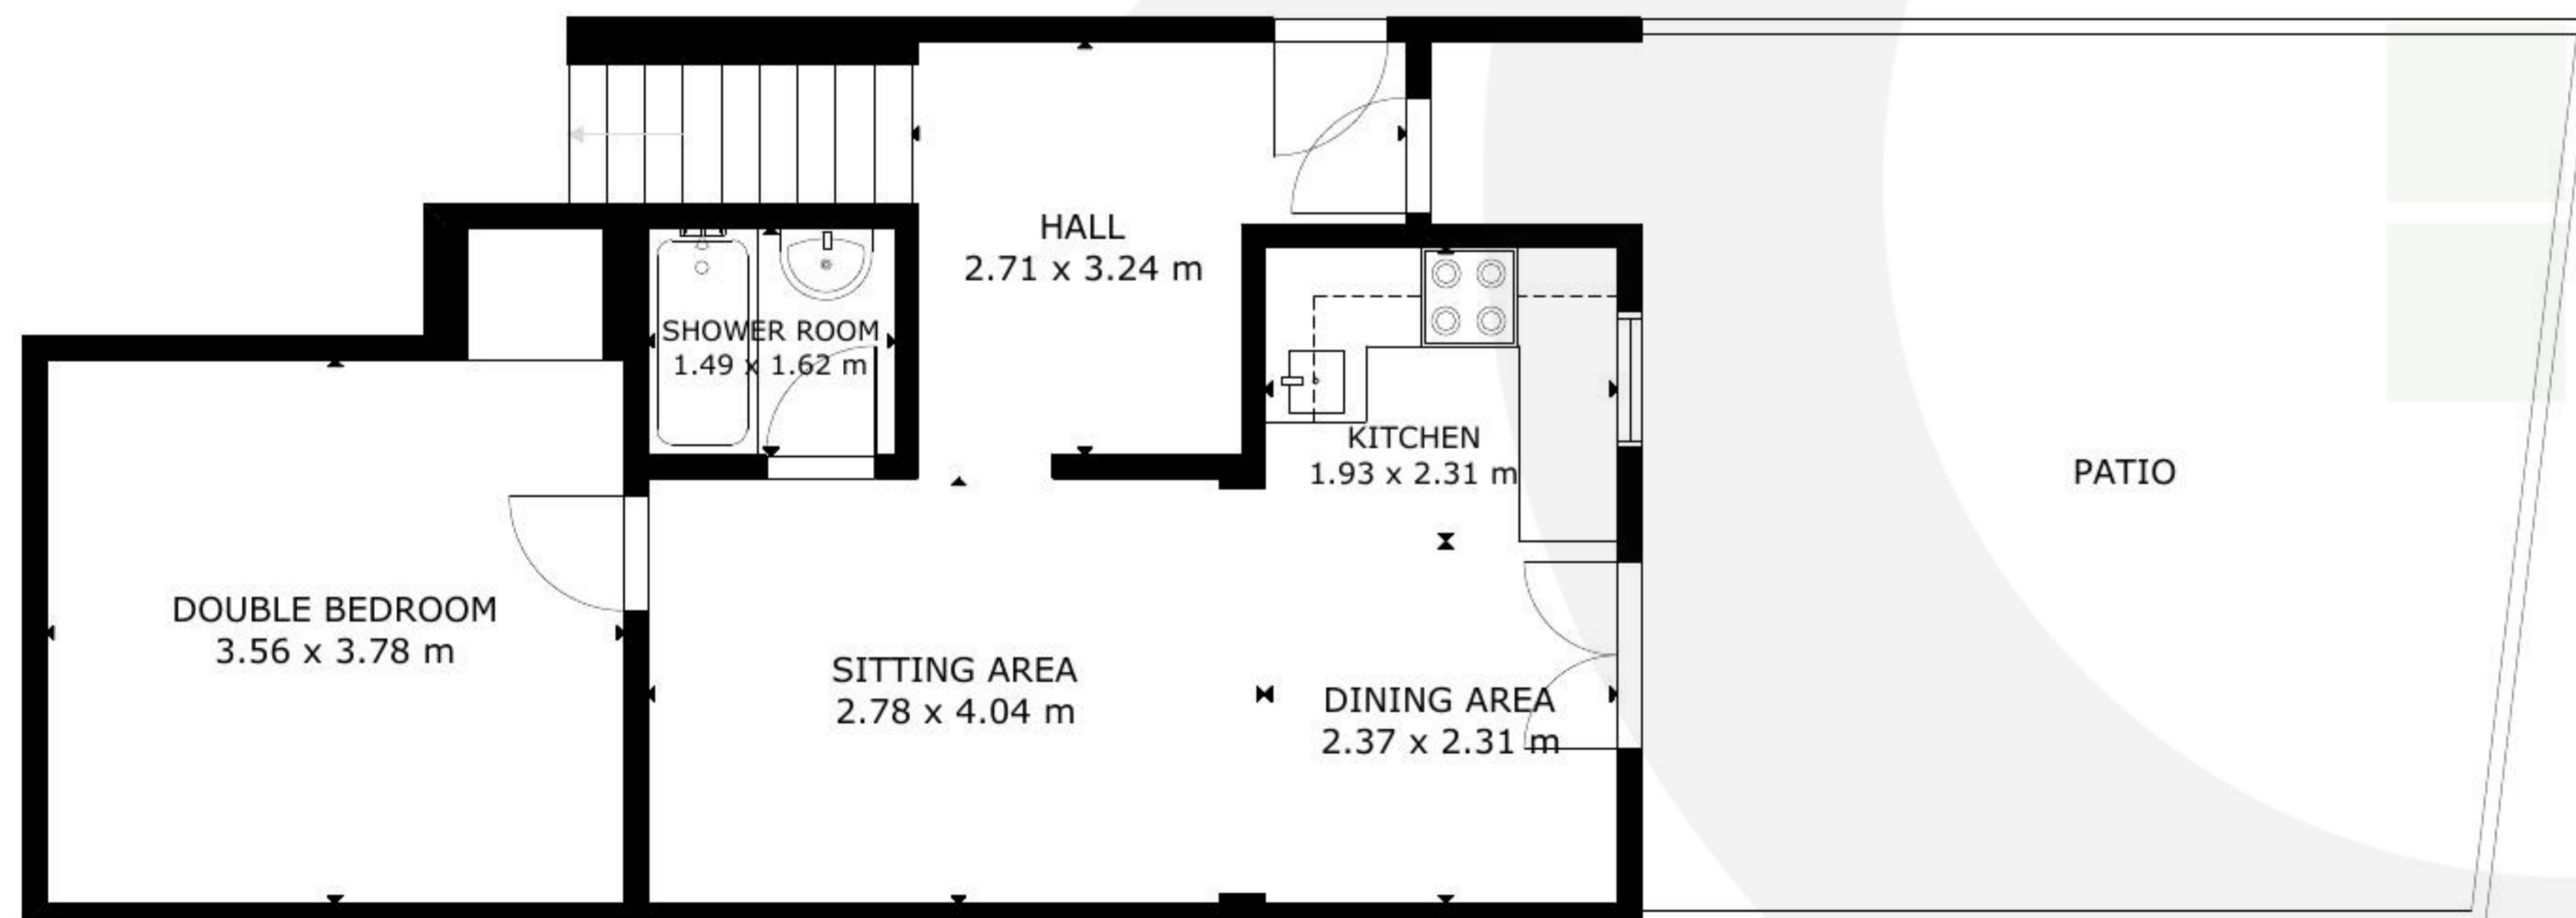 HALL
2.71 x 3.24 m
SHOWER ROOM
1.49 x 1.62 m
KITCHEN
1.93 x 2.31 m
PATIO
DOUBLE BEDROOM
3.56 x 3.78 m
SITTING AREA
2.78 x 4.04 m
DINING AREA
2.37 x 2.31 m